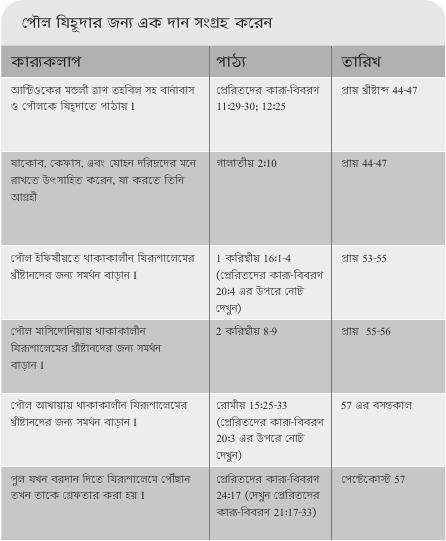 পৌল যিহূদার জন্য এক দান সংগ্রহ করেন
কার্যকলাপ পাঠ্য তারিখ
আন্টিওকের মন্ডলী ত্রাণ তহবিল সহ বার্নাবাস প্রেরিতদের কার্য-বিবরণ প্রায় খ্রীষ্টাব্দ 44-47
ও পৌলকে যিহূদাতে পাঠায় I 11:29-30; 12:25
যাকোব, কেফাস, এবং যোহন দরিদ্রদের মনে গালাতীয় 2:10 প্রায় 44-47
রাখতে উৎসাহিত করেন, যা করতে তিনি
আগ্রহী
পৌল ইফিষীয়তে থাকাকালীন যিরূশালেমের 1 করিন্থীয় 16:1-4 প্রায় 53-55
খ্রীষ্টানদের জন্য সমর্থন বাড়ান I (প্রেরিতদের কার্য-বিবরণ
20:4 এর উপরে নোট
দেখুন)
পৌল মাসিদোনিয়ায় থাকাকালীন 2 করিন্থীয় 8-9 প্রায় 55-56
যিরূশালেমের খ্রীষ্টানদের জন্য সমর্থন
বাড়ান I
পৌল আখায়ায় থাকাকালীন যিরূশালেমের রোমীয় 15:25-33 57 এর বসন্তকাল
খ্রীষ্টানদের জন্য সমর্থন বাড়ান I (প্রেরিতদের কার্য-বিবরণ
20:3 এর উপরে নোট
দেখুন)
পুল যখন বরদান দিতে যিরূশালেমে পৌঁছান প্রেরিতদের কার্য-বিবরণ পেন্টেকোস্ট 57
তখন তাকে গ্রেফতার করা হয় I 24:17 (দেখুন প্রেরিতদের
কার্য-বিবরণ 21:17-33)